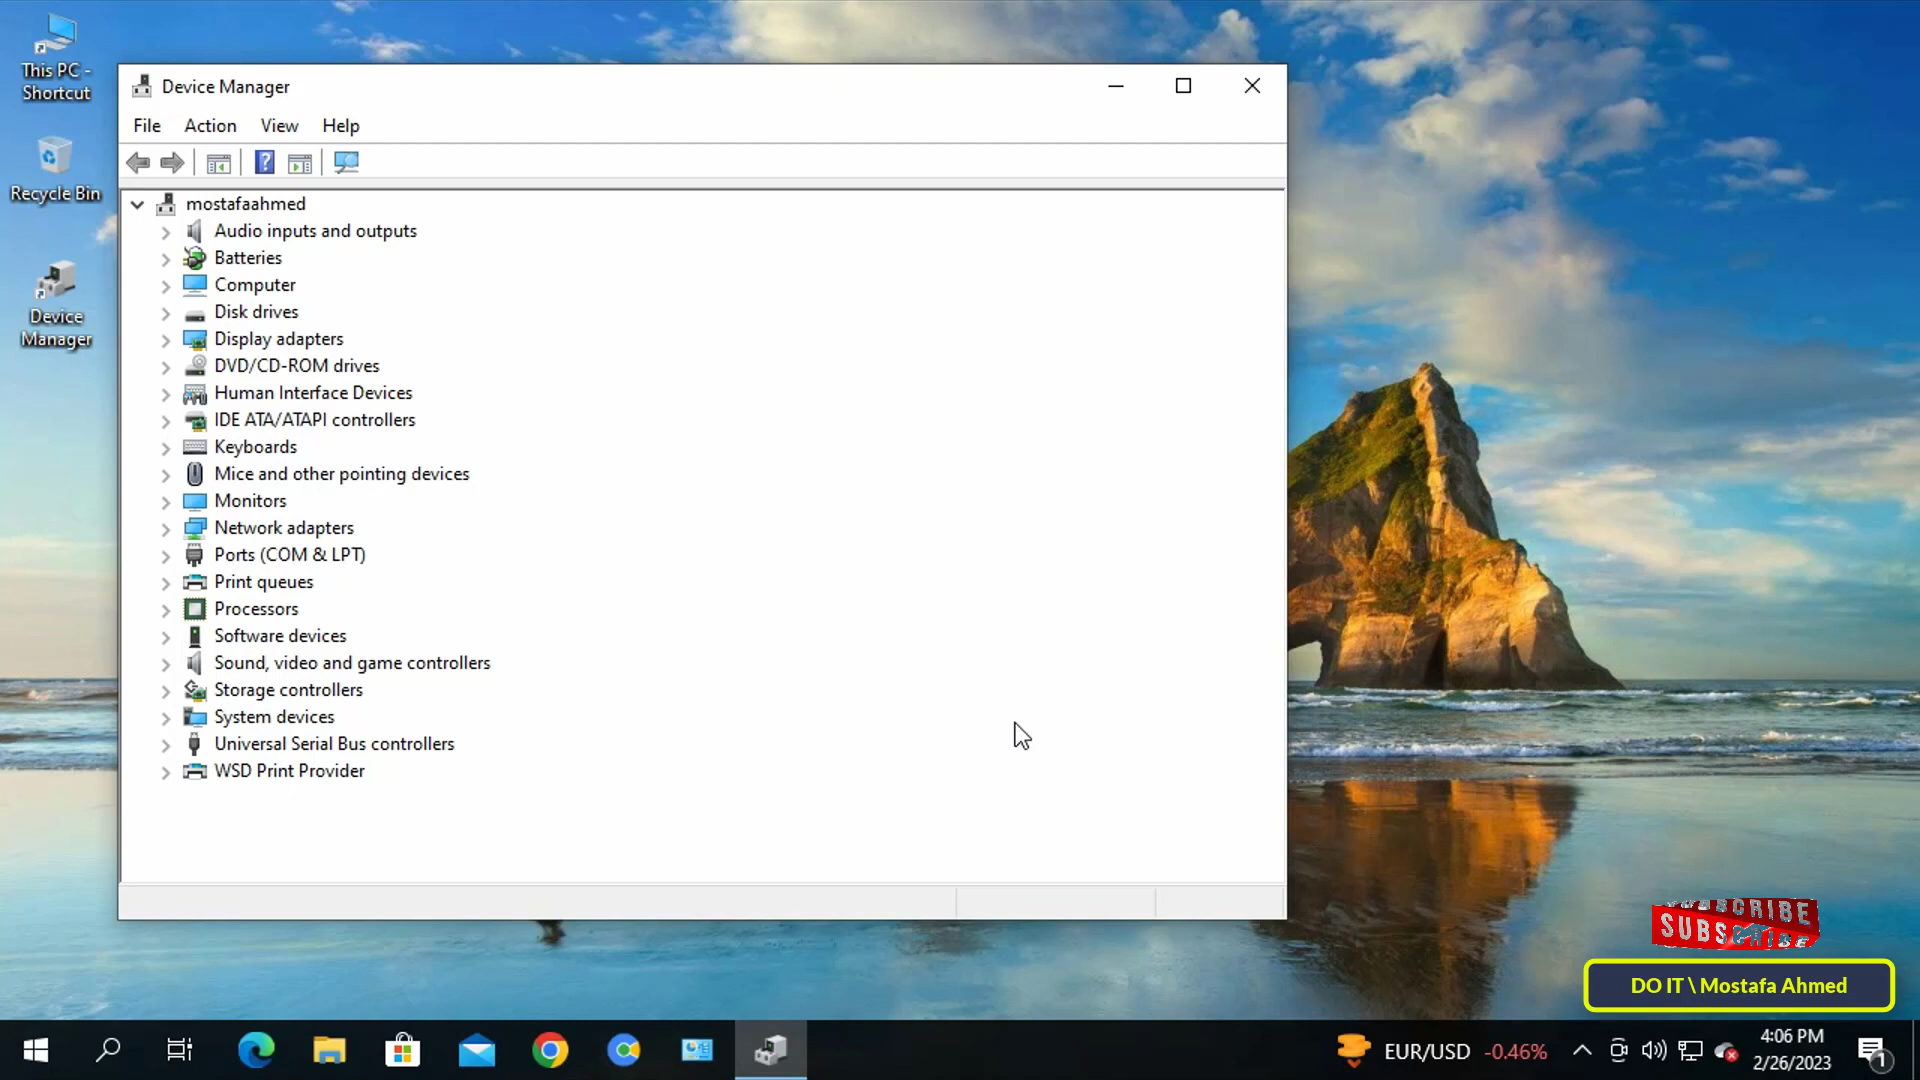 This PC -
Shortcut
Recycle Bin
Device
Manager
Device Manager
File Action View Help
mostafaahmed
Audio inputs and outputs
Batteries
Computer
Disk drives
Display adapters
DVD/CD-ROM drives
Human Interface Devices
IDE ATA/ATAPI controllers
Keyboards
Mice and other pointing devices
Monitors
Network adapters
Ports (COM & LPT)
Print queues
Processors
Software devices
Sound, video and game controllers
Storage controllers
System devices
Universal Serial Bus controllers
WSD Print Provider
SUBSCRIBE
SUBSCRIBE
DO IT \ Mostafa Ahmed
EUR/USD -0.46%
4:06 PM
2/26/2023
1